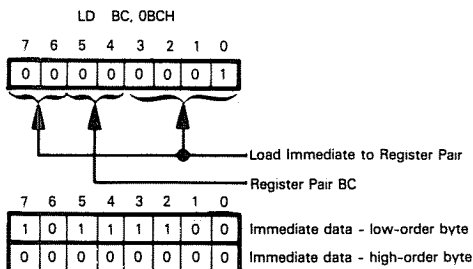 LD BC, 0BCH
7 6 5 4 3 2 1 0
0 0 0 0 0 0 0 1
Load Immediate to Register Pair
Register Pair BC
7 6 5 4 3 2 1 0
1 0 1 1 1 1 0 0 Immediate data - low-order byte
0 0 0 0 0 0 0 0 Immediate data - high-order byte